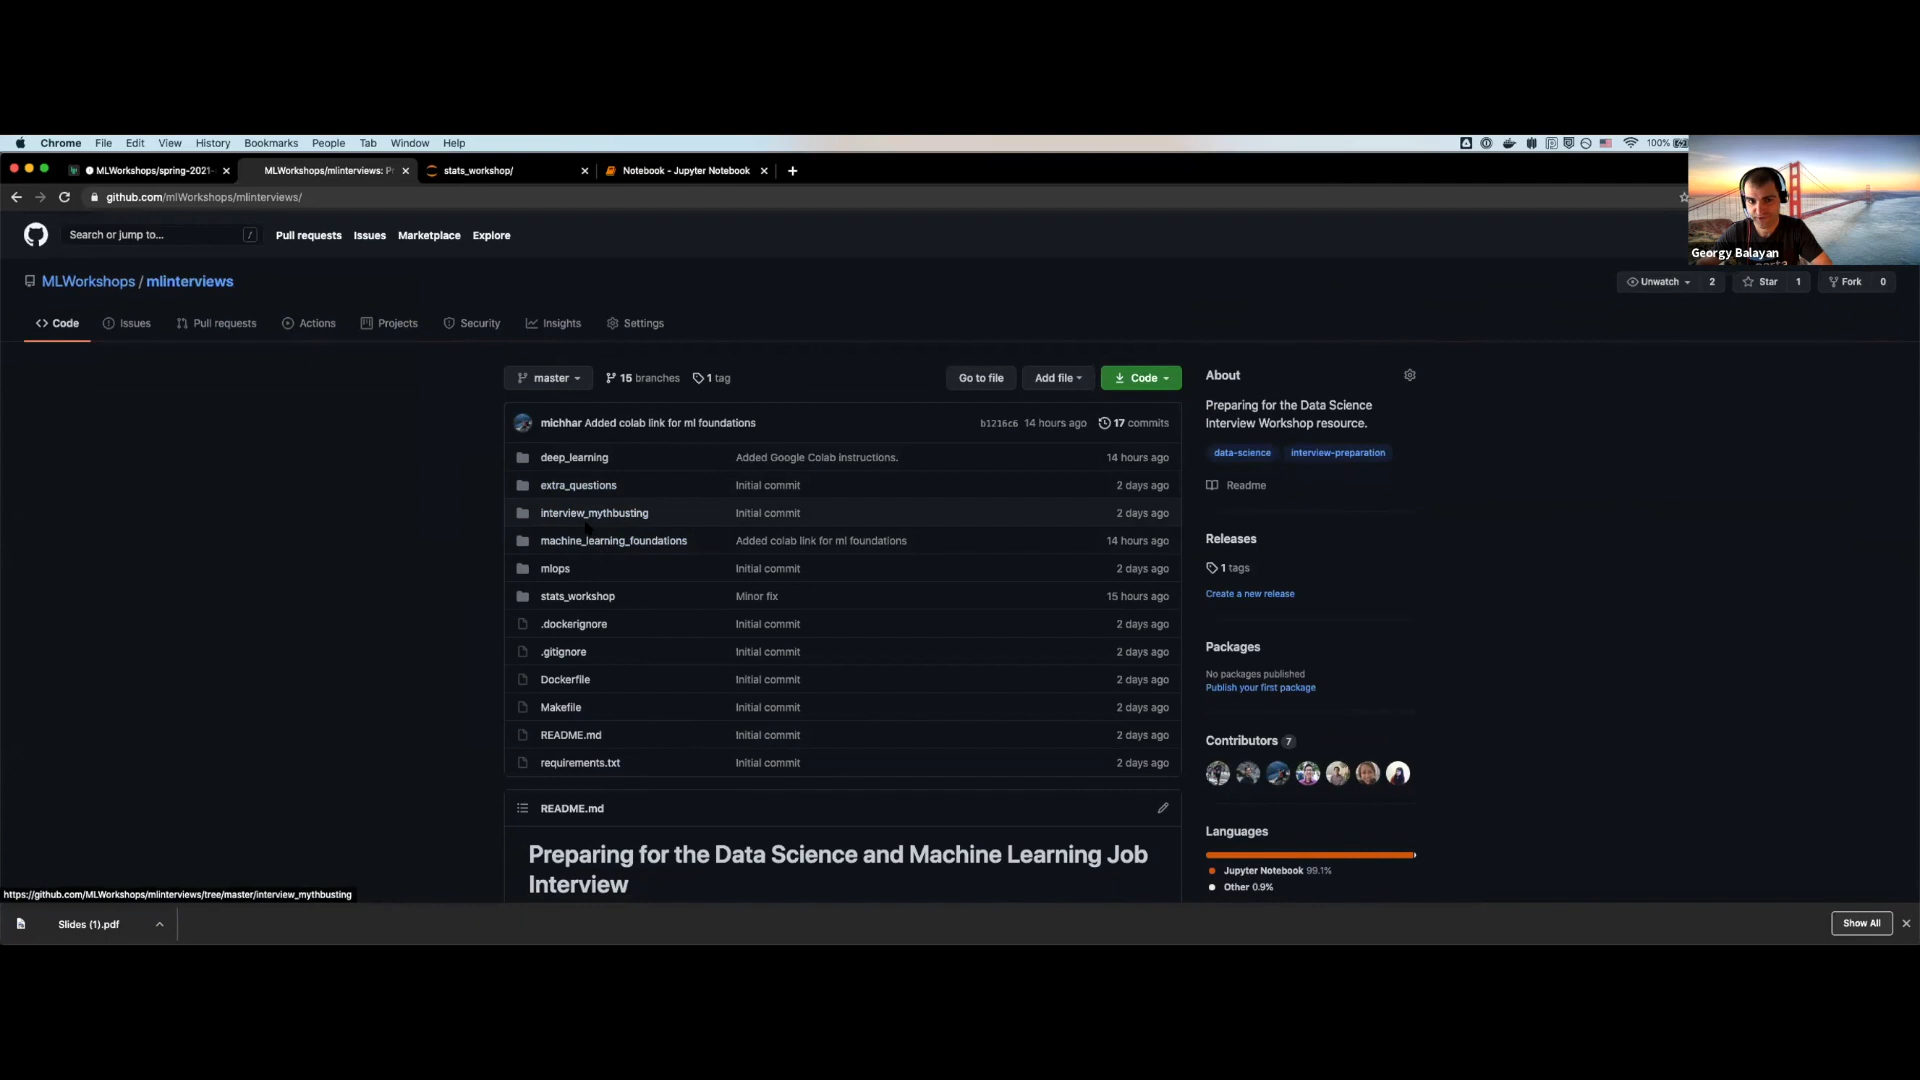 Chrome File Edit View History Bookmarks People Tab Window Help 100%
MLWorkshops/spring-2021- MLWorkshops/mlinterviews: Pr stats_workshop/ Notebook - Jupyter Notebook
github.com/mlWorkshops/mlinterviews/
Search or jump to... / Pull requests Issues Marketplace Explore
Georgy Balayan
MLWorkshops / mlinterviews
Unwatch 2 Star 1 Fork 0
Code Issues Pull requests Actions Projects Security Insights Settings
master 15 branches 1 tag Go to file Add file Code
michhar Added colab link for ml foundations b1216c6 14 hours ago 17 commits
deep_learning Added Google Colab instructions. 14 hours ago
extra_questions Initial commit 2 days ago
interview_mythbusting Initial commit 2 days ago
machine_learning_foundations Added colab link for ml foundations 14 hours ago
mlops Initial commit 2 days ago
stats_workshop Minor fix 15 hours ago
.dockerignore Initial commit 2 days ago
.gitignore Initial commit 2 days ago
Dockerfile Initial commit 2 days ago
Makefile Initial commit 2 days ago
README.md Initial commit 2 days ago
requirements.txt Initial commit 2 days ago
README.md
Preparing for the Data Science and Machine Learning Job
Interview
About
Preparing for the Data Science
Interview Workshop resource.
data-science interview-preparation
Readme
Releases
1 tags
Create a new release
Packages
No packages published
Publish your first package
Contributors 7
Languages
Jupyter Notebook 99.1%
Other 0.9%
https://github.com/MLWorkshops/mlinterviews/tree/master/interview_mythbusting
Slides (1).pdf Show All